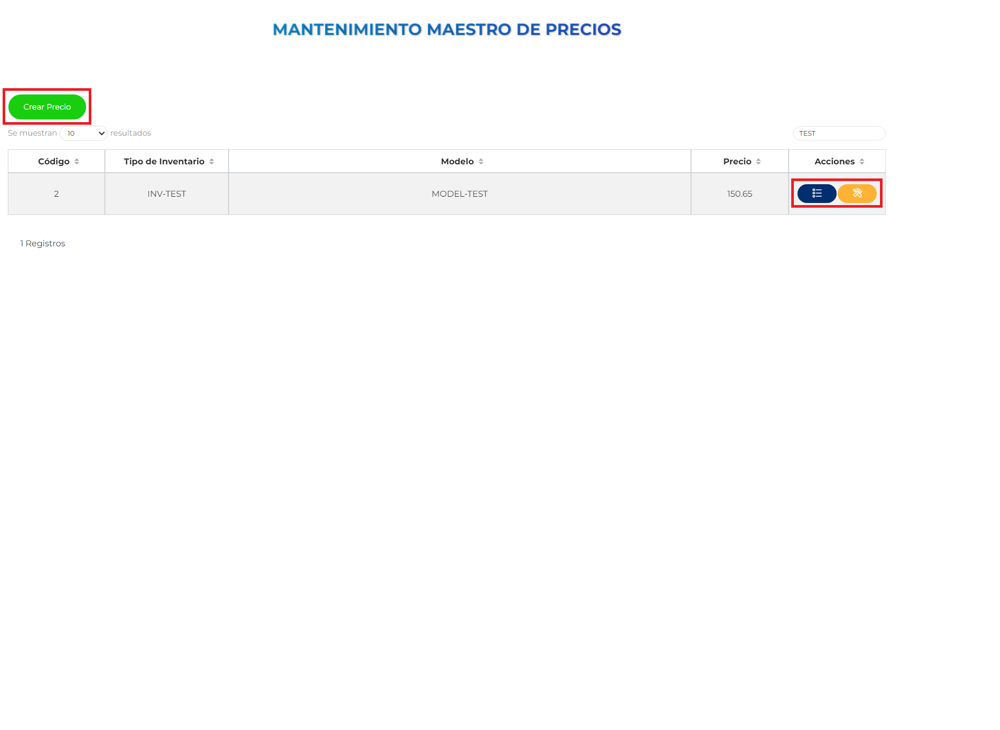 MANTENIMIENTO MAESTRO DE PRECIOS
Crear Precio
Se muestran 10 resultados
TEST
Código Tipo de Inventario Modelo Precio Acciones
2 INV-TEST MODEL-TEST 150.65
1 Registros